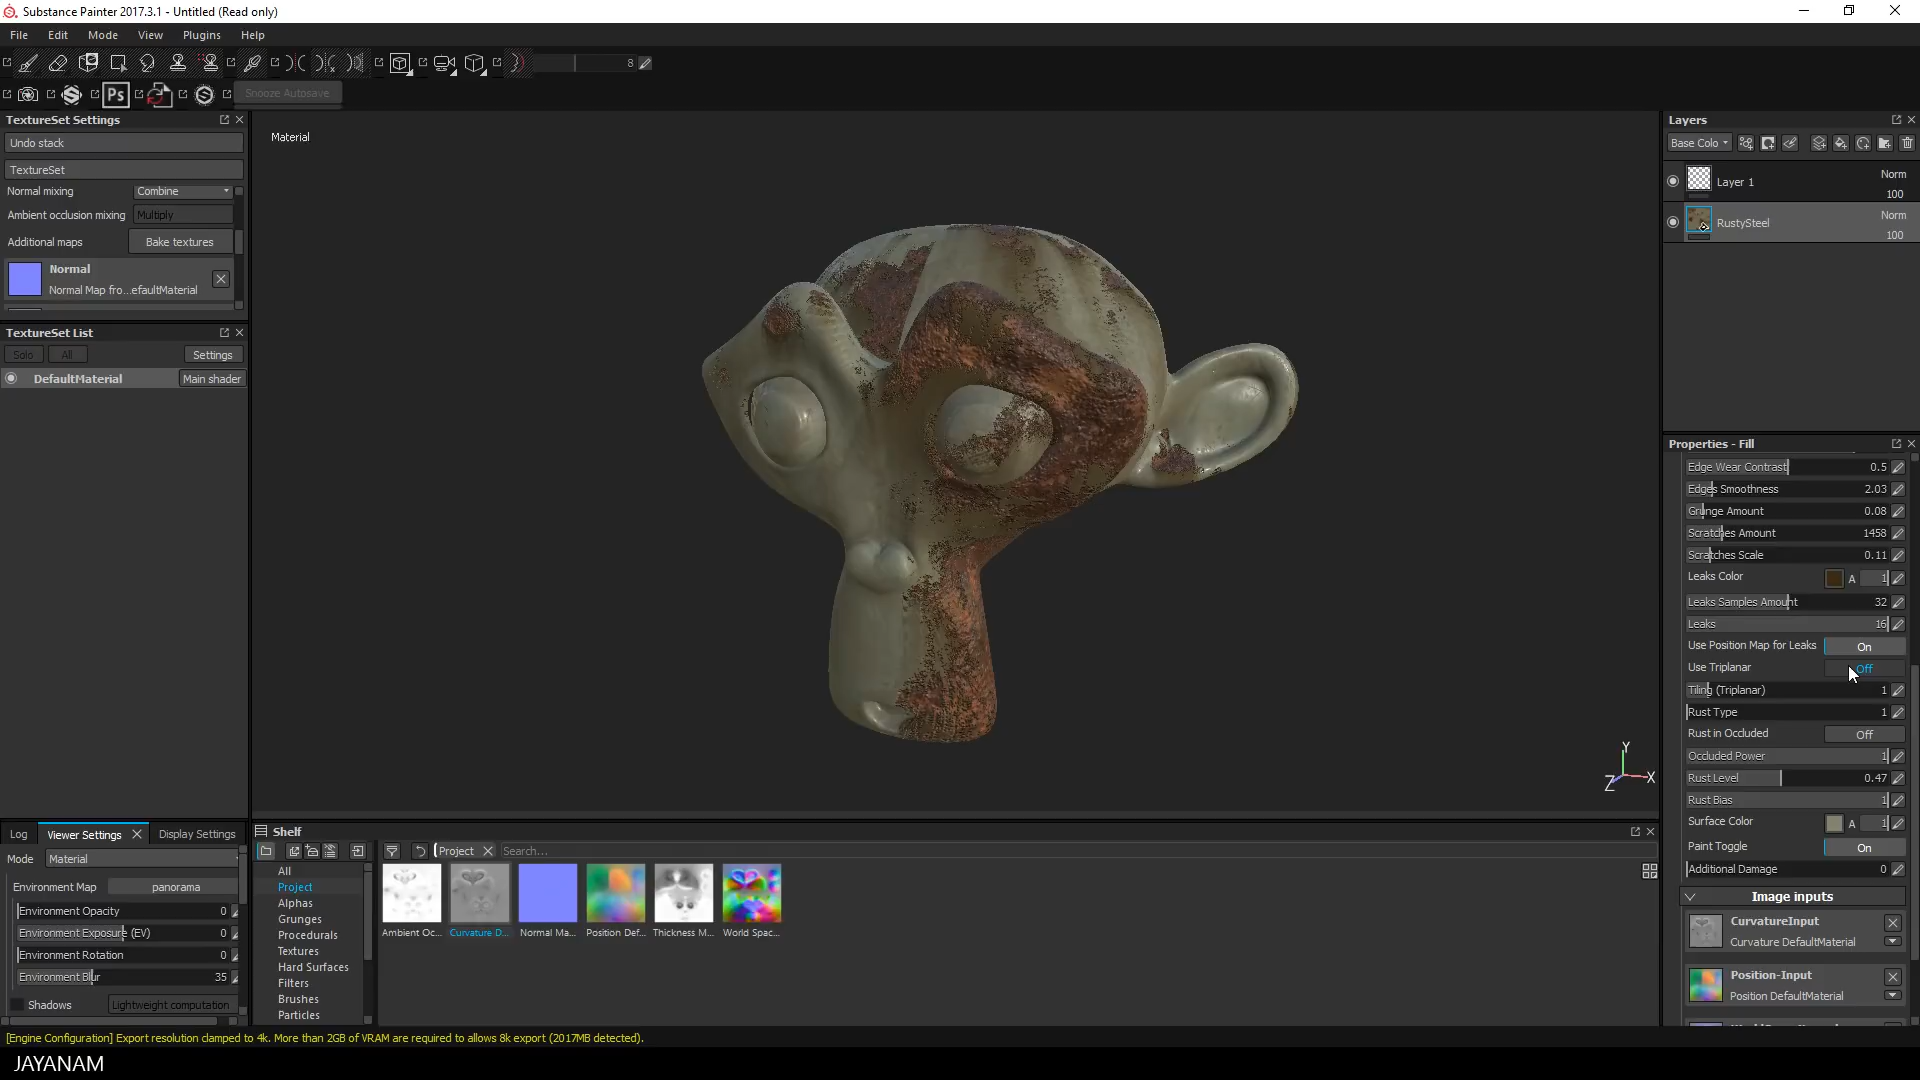 Substance Painter 2017.3.1 - Untitled (Read only)
File Edit Mode View Plugins Help
8
Ps
Snooze Autosave
TextureSet Settings
Undo stack
TextureSet
Normal mixing Combine
Ambient occlusion mixing Multiply
Additional maps Bake textures
Normal
Normal Map fro...efaultMaterial
TextureSet List
Solo All Settings
DefaultMaterial Main shader
Log Viewer Settings Display Settings
Mode Material
Environment Map panorama
Environment Opacity 0
Environment Exposure (EV) 0
Environment Rotation 0
Environment Blur 35
Shadows Lightweight computation
Material
Y
Z X
Shelf
Project Search...
All
Project
Alphas
Grunges
Procedurals
Textures
Hard Surfaces
Filters
Brushes
Particles
Ambient Oc... Curvature D... Normal Ma... Position Def... Thickness M... World Spac...
Layers
Base Colo
Layer 1 Norm
100
RustySteel Norm
100
Properties - Fill
Edge Wear Contrast 0.5
Edges Smoothness 2.03
Grunge Amount 0.08
Scratches Amount 1458
Scratches Scale 0.11
Leaks Color A 1
Leaks Samples Amount 32
Leaks 16
Use Position Map for Leaks On
Use Triplanar Off
Tiling (Triplanar) 1
Rust Type 1
Rust in Occluded Off
Occluded Power 1
Rust Level 0.47
Rust Bias 1
Surface Color A 1
Paint Toggle On
Additional Damage 0
Image inputs
CurvatureInput
Curvature DefaultMaterial
Position-Input
Position DefaultMaterial
[Engine Configuration] Export resolution clamped to 4k. More than 2GB of VRAM are required to allows 8k export (2017MB detected).
JAYANAM